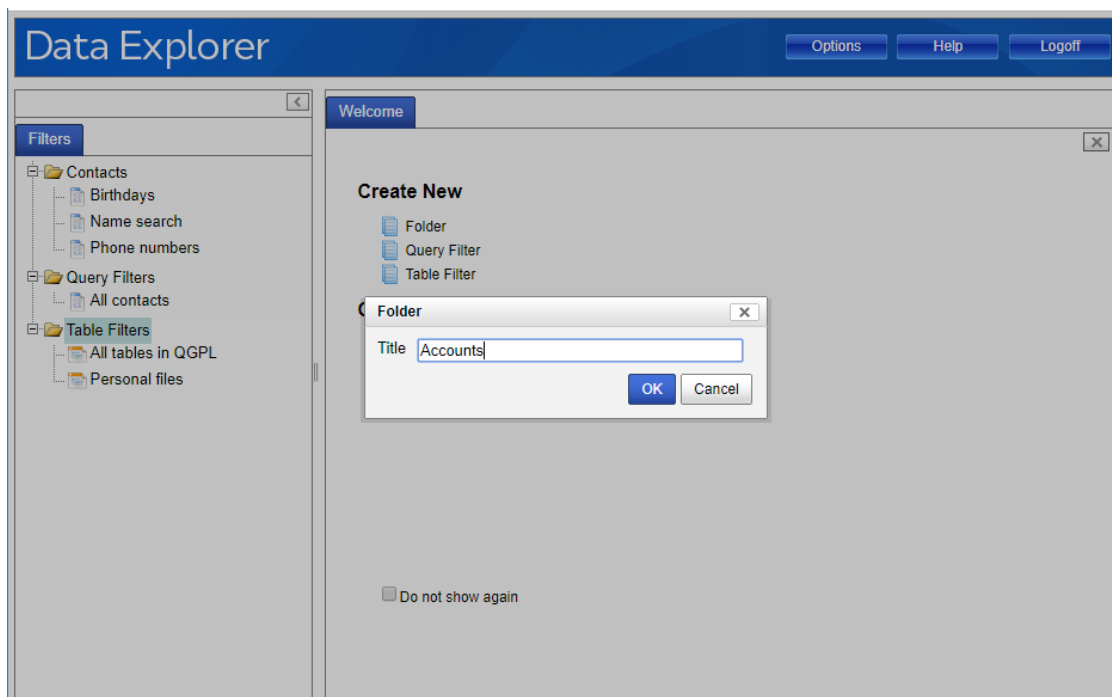 Data Explorer
Options
Help
Logoff
Filters
Contacts
Birthdays
Name search
Phone numbers
Query Filters
All contacts
Table Filters
All tables in QGPL
Personal files
Welcome
Create New
Folder
Query Filter
Table Filter
Folder
Title Accounts
OK
Cancel
Do not show again